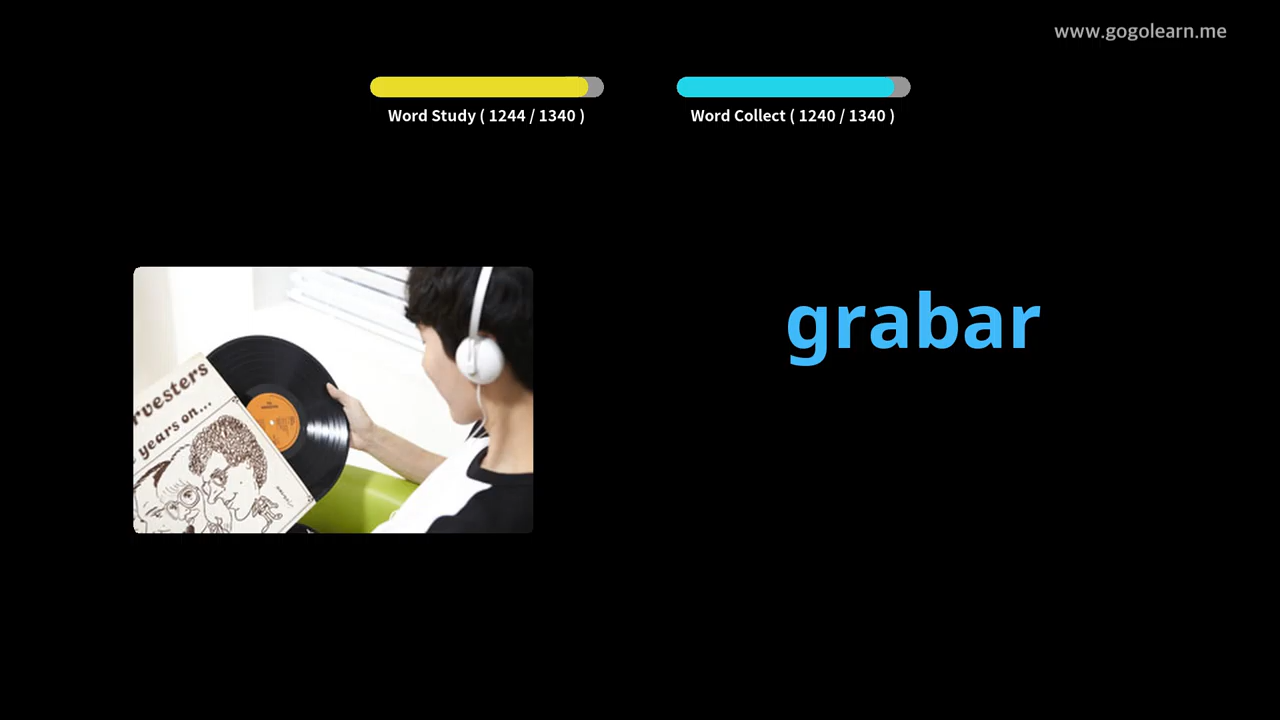 www.gogolearn.me
Word Study ( 1244 / 1340 )
Word Collect ( 1240 / 1340 )
grabar
rvesters
years on...